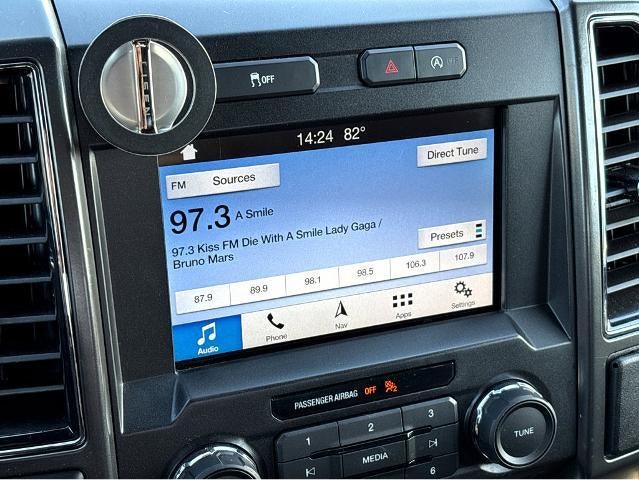 OFF
14:24 82°
FM Sources
Direct Tune
97.3 A Smile
97.3 Kiss FM Die With A Smile Lady Gaga /
Bruno Mars
Presets
87.9 89.9 98.1 98.5 106.3 107.9
Audio Phone Nav Apps Settings
PASSENGER AIRBAG OFF
1 2 3
MEDIA
6
TUNE